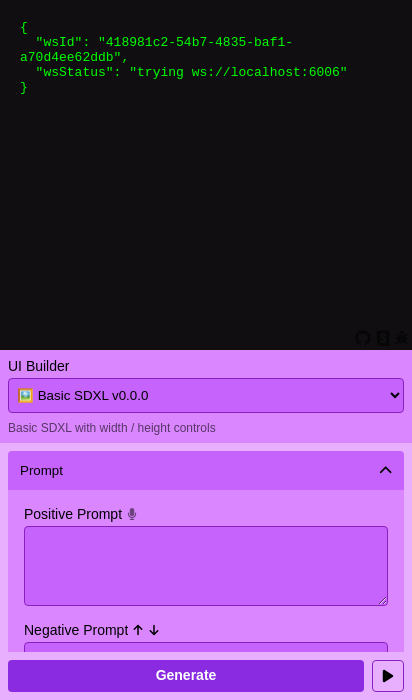 {
"wsId": "418981c2-54b7-4835-baf1-
a70d4ee62ddb",
"wsStatus": "trying ws://localhost:6006"
}
UI Builder
🖼️ Basic SDXL v0.0.0
Basic SDXL with width / height controls
Prompt
Positive Prompt
Negative Prompt ↑ ↓
Generate